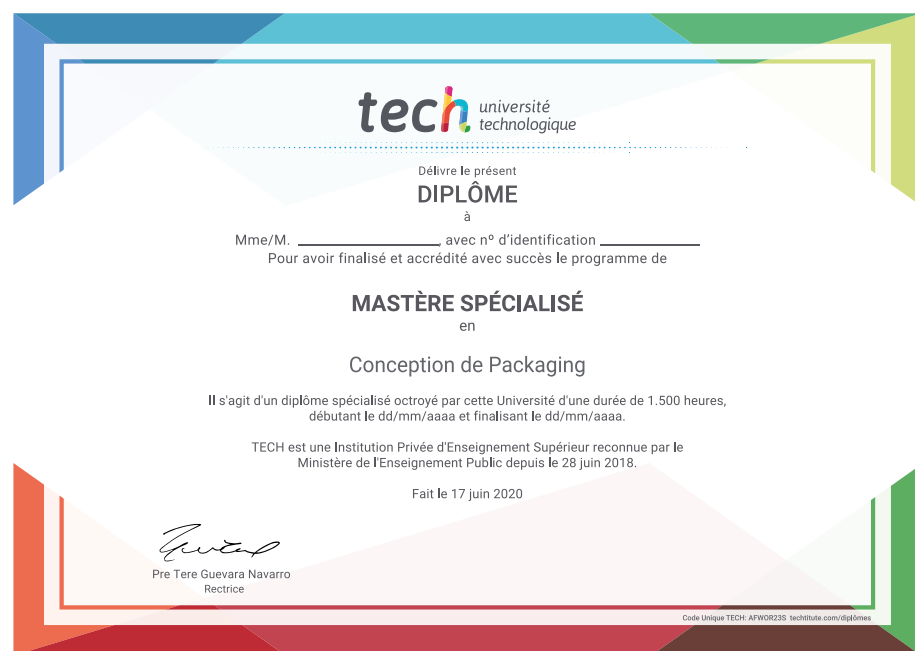 tech université
technologique
Délivre le présent
DIPLÔME
à
Mme/M. ____________________, avec nº d'identification ______________
Pour avoir finalisé et accrédité avec succès le programme de
MASTÈRE SPÉCIALISÉ
en
Conception de Packaging
Il s'agit d'un diplôme spécialisé octroyé par cette Université d'une durée de 1.500 heures,
débutant le dd/mm/aaaa et finalisant le dd/mm/aaaa.
TECH est une Institution Privée d'Enseignement Supérieur reconnue par le
Ministère de l'Enseignement Public depuis le 28 juin 2018.
Fait le 17 juin 2020
Pre Tere Guevara Navarro
Rectrice
Code Unique TECH: AFWOR23S techtitute.com/diplômes